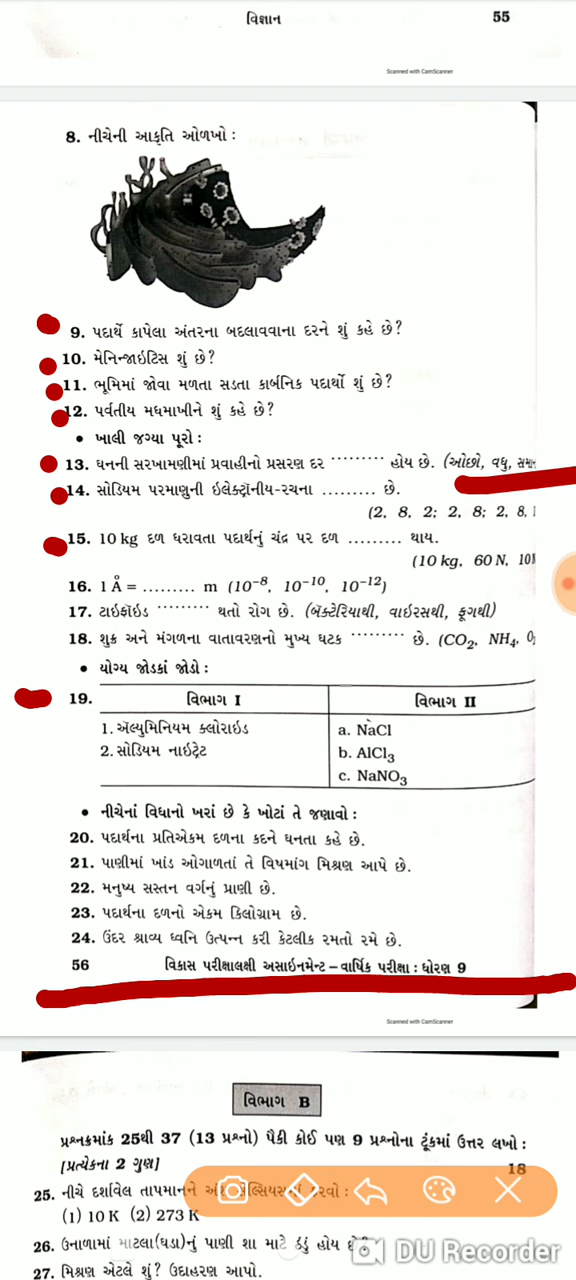 વિજ્ઞાન 55
Scanned with CamScanner
8. નીચેની આકૃતિ ઓળખો :
9. પદાર્થે કાપેલા અંતરના બદલાવવાના દરને શું કહે છે?
10. મેનિન્જાઇટિસ શું છે?
11. ભૂમિમાં જોવા મળતા સડતા કાર્બનિક પદાર્થો શું છે?
12. પર્વતીય મધમાખીને શું કહે છે?
• ખાલી જગ્યા પૂરો :
13. ઘનની સરખામણીમાં પ્રવાહીનો પ્રસરણ દર ......... હોય છે. (ઓછો, વધુ,
14. સોડિયમ પરમાણુની ઇલેક્ટ્રૉનીય-રચના ......... છે.
(2, 8, 2; 2, 8; 2, 8,
15. 10 kg દળ ધરાવતા પદાર્થનું ચંદ્ર પર દળ ......... થાય.
(10 kg, 60 N,
16. 1 Å = ......... m (10⁻⁸, 10⁻¹⁰, 10⁻¹²)
17. ટાઇફૉઇડ ......... થતો રોગ છે. (બૅક્ટેરિયાથી, વાઇરસથી, ફૂગથી)
18. શુક્ર અને મંગળના વાતાવરણનો મુખ્ય ઘટક ......... છે. (CO₂, NH₄,
• યોગ્ય જોડકાં જોડો :
19. વિભાગ I વિભાગ II
1. ઍલ્યુમિનિયમ ક્લોરાઇડ a. NaCl
2. સોડિયમ નાઇટ્રેટ b. AlCl₃
c. NaNO₃
• નીચેનાં વિધાનો ખરાં છે કે ખોટાં તે જણાવો :
20. પદાર્થના પ્રતિએકમ દળના કદને ઘનતા કહે છે.
21. પાણીમાં ખાંડ ઓગાળતાં તે વિષમાંગ મિશ્રણ આપે છે.
22. મનુષ્ય સસ્તન વર્ગનું પ્રાણી છે.
23. પદાર્થના દળનો એકમ કિલોગ્રામ છે.
24. ઉંદર શ્રાવ્ય ધ્વનિ ઉત્પન્ન કરી કેટલીક રમતો રમે છે.
56 વિકાસ પરીક્ષાલક્ષી અસાઇનમેન્ટ – વાર્ષિક પરીક્ષા : ધોરણ 9
Scanned with CamScanner
વિભાગ B
પ્રશ્નક્રમાંક 25થી 37 (13 પ્રશ્નો) પૈકી કોઈ પણ 9 પ્રશ્નોના ટૂંકમાં ઉત્તર લખો :
[પ્રત્યેકના 2 ગુણ] 18
25. નીચે દર્શાવેલ તાપમાનને
(1) 10 K (2) 273 K
26. ઉનાળામાં માટલા(ઘડા)નું પાણી શા માટે ઠંડું હોય
27. મિશ્રણ એટલે શું? ઉદાહરણ આપો.
DU Recorder